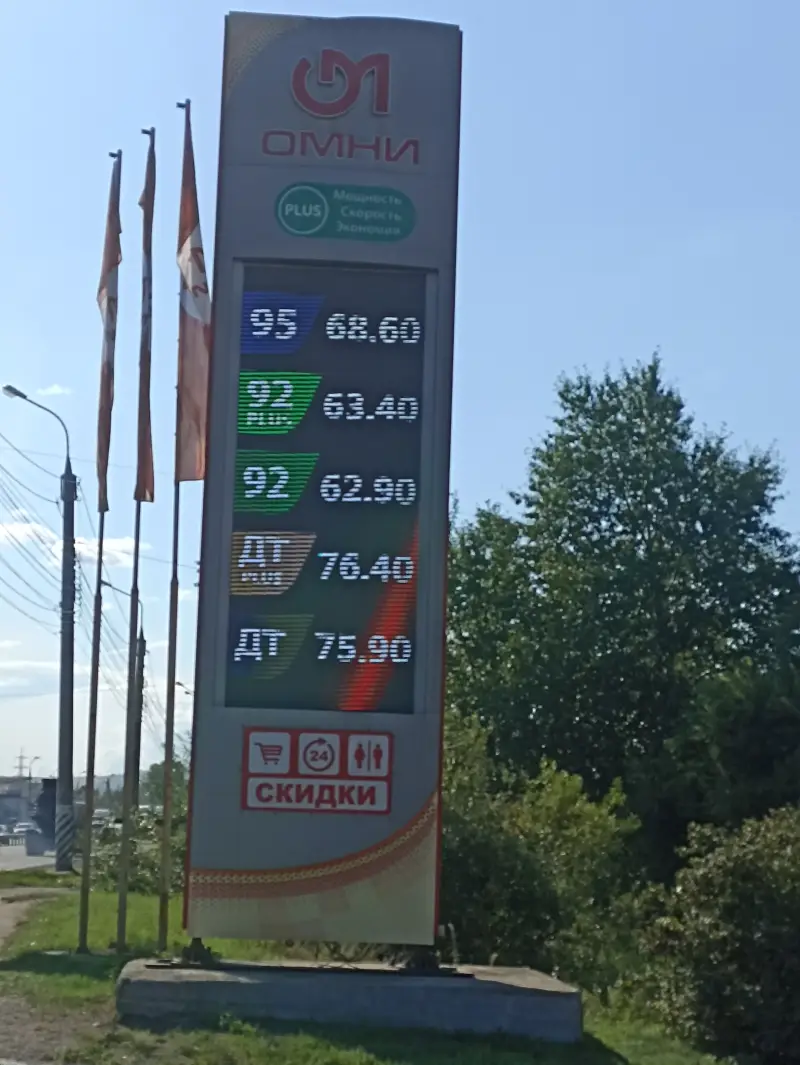 ОМНИ
PLUS
Мощность
Скорость
Экономия
95 68.60
92 PLUS 63.40
92 62.90
ДТ PLUS 76.40
ДТ 75.90
24
СКИДКИ